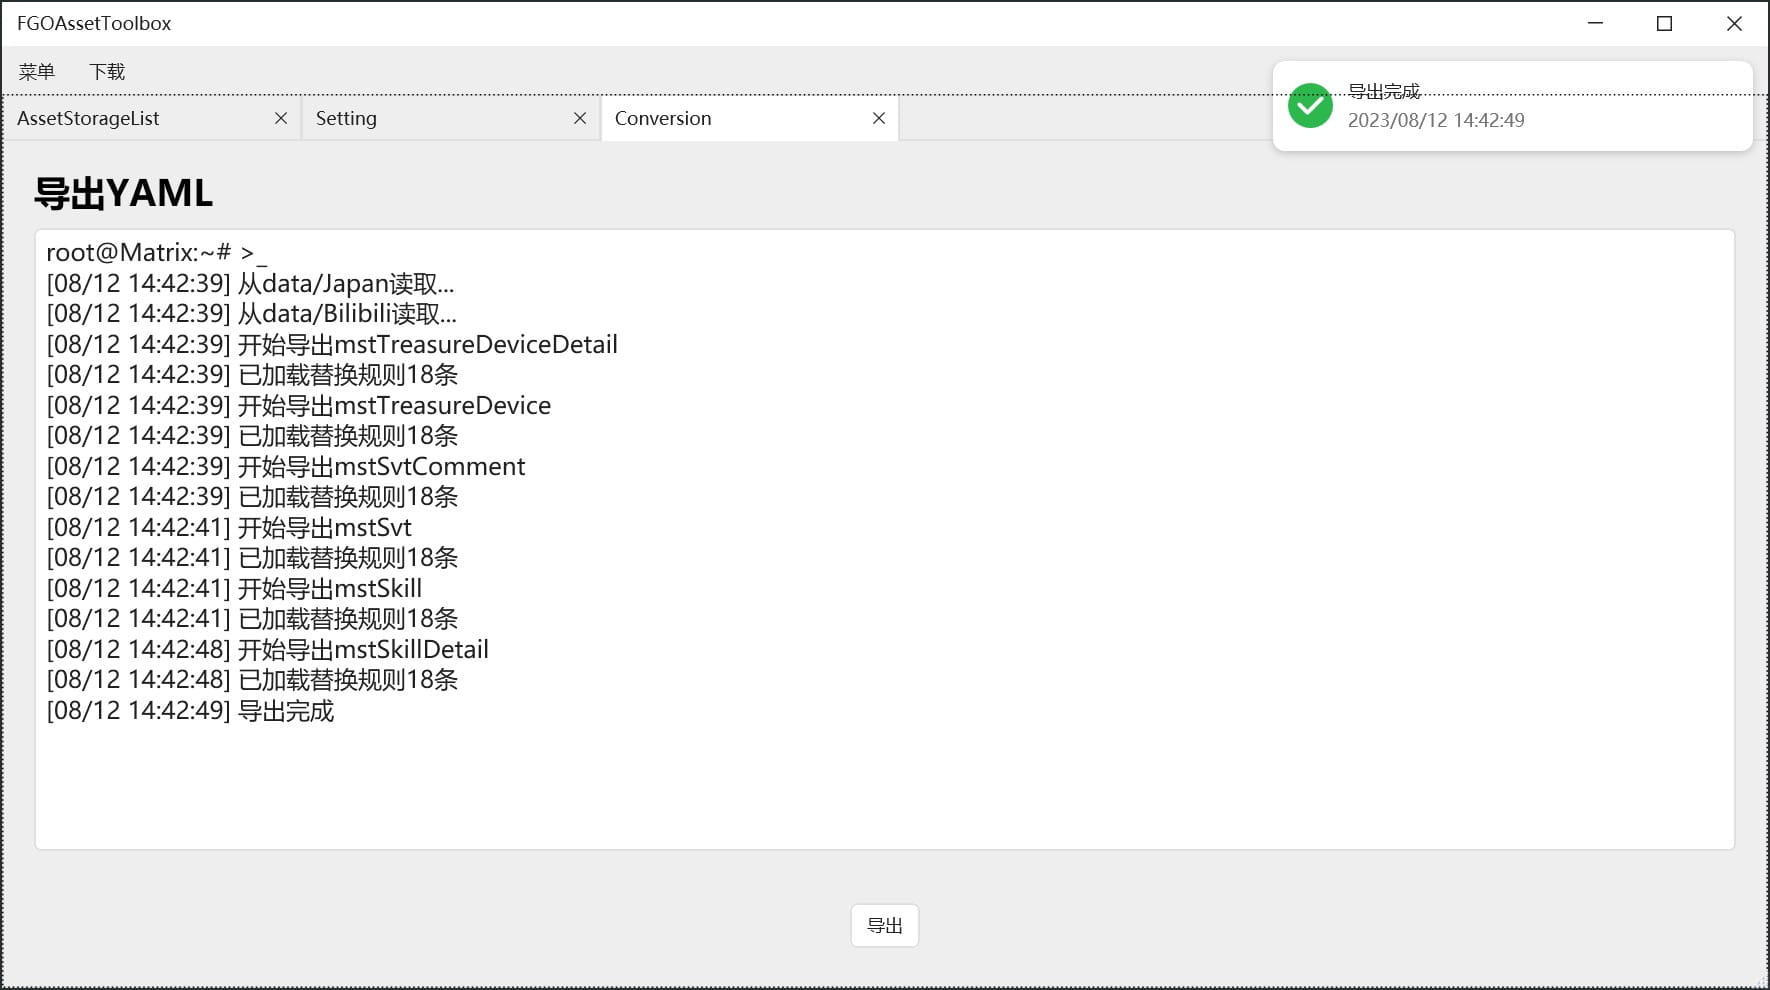 FGOAssetToolbox
菜单 下载
导出完成
2023/08/12 14:42:49
AssetStorageList Setting Conversion
导出YAML
root@Matrix:~# >_
[08/12 14:42:39] 从data/Japan读取...
[08/12 14:42:39] 从data/Bilibili读取...
[08/12 14:42:39] 开始导出mstTreasureDeviceDetail
[08/12 14:42:39] 已加载替换规则18条
[08/12 14:42:39] 开始导出mstTreasureDevice
[08/12 14:42:39] 已加载替换规则18条
[08/12 14:42:39] 开始导出mstSvtComment
[08/12 14:42:39] 已加载替换规则18条
[08/12 14:42:41] 开始导出mstSvt
[08/12 14:42:41] 已加载替换规则18条
[08/12 14:42:41] 开始导出mstSkill
[08/12 14:42:41] 已加载替换规则18条
[08/12 14:42:48] 开始导出mstSkillDetail
[08/12 14:42:48] 已加载替换规则18条
[08/12 14:42:49] 导出完成
导出